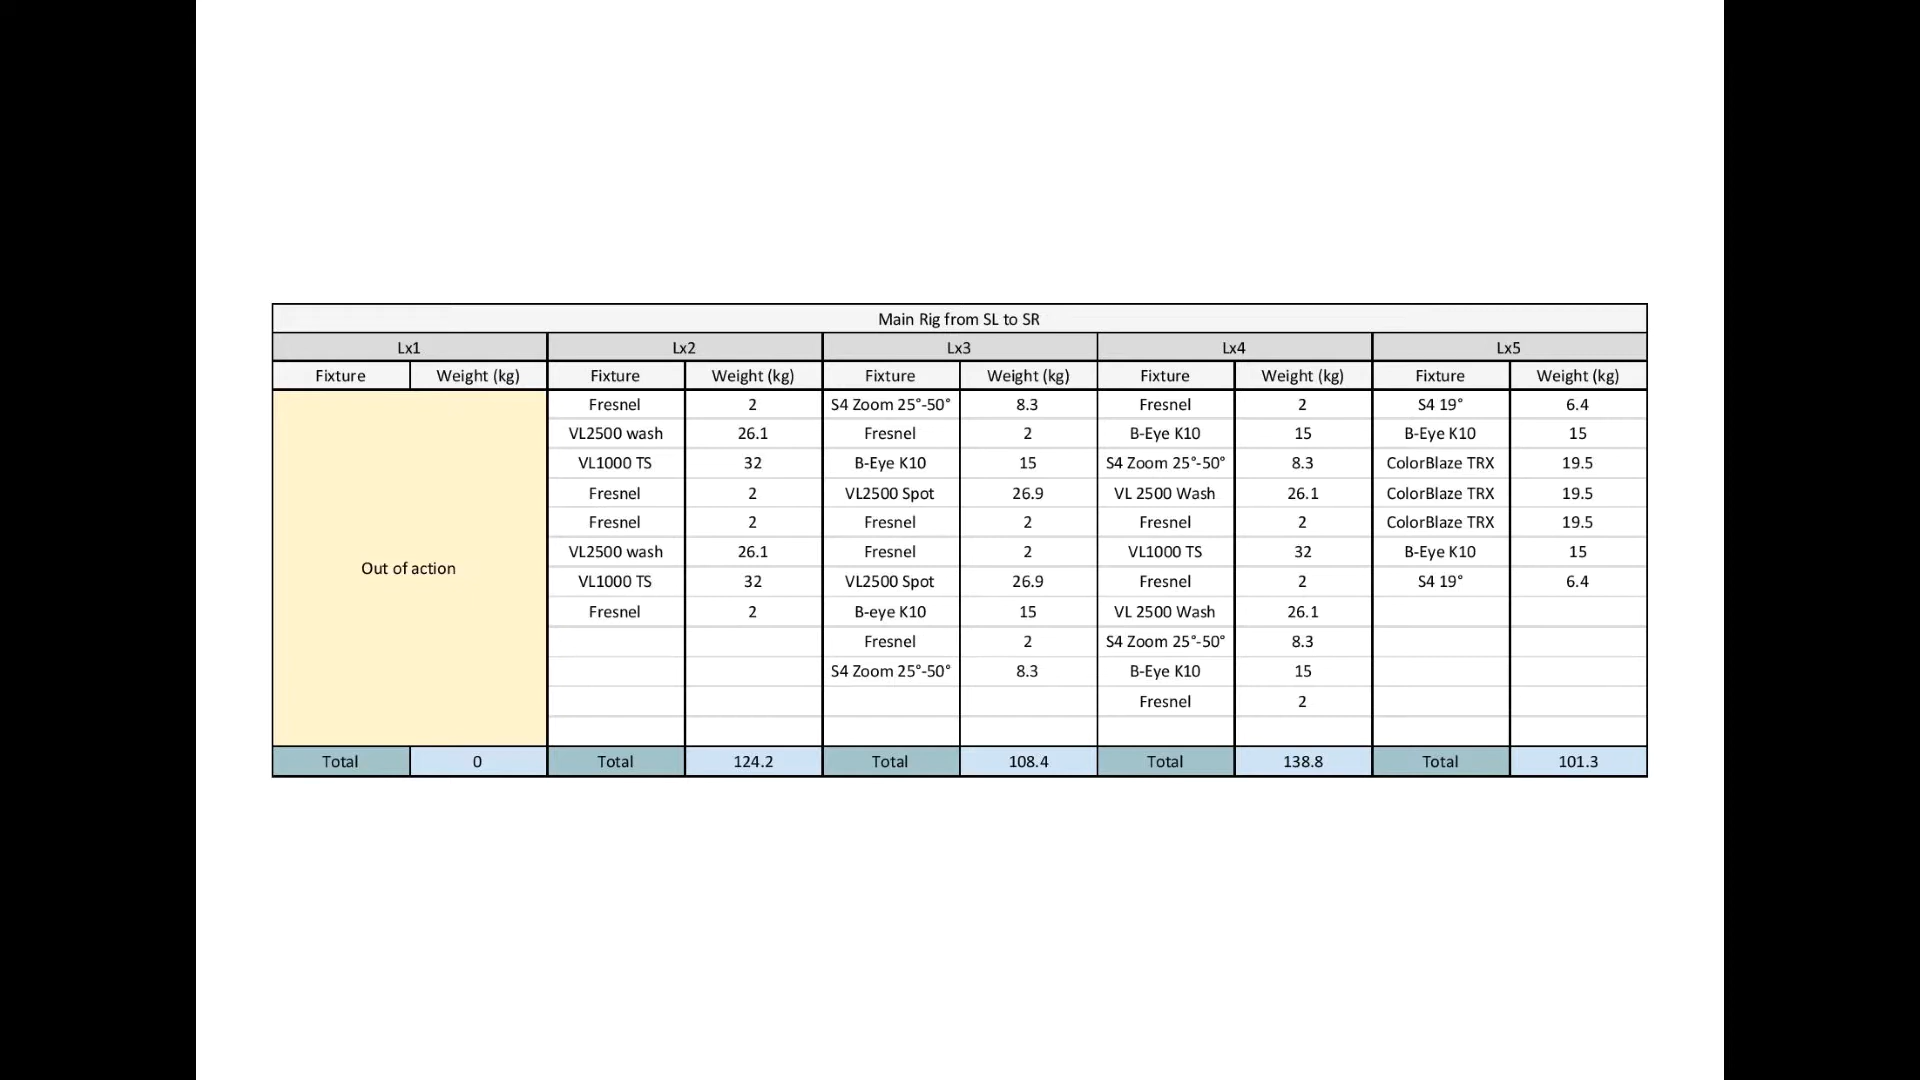 Main Rig from SL to SR
Lx1 Lx2 Lx3 Lx4 Lx5
Fixture Weight (kg) Fixture Weight (kg) Fixture Weight (kg) Fixture Weight (kg) Fixture Weight (kg)
Fresnel 2 S4 Zoom 25°-50° 8.3 Fresnel 2 S4 19° 6.4
VL2500 wash 26.1 Fresnel 2 B-Eye K10 15 B-Eye K10 15
VL1000 TS 32 B-Eye K10 15 S4 Zoom 25°-50° 8.3 ColorBlaze TRX 19.5
Fresnel 2 VL2500 Spot 26.9 VL 2500 Wash 26.1 ColorBlaze TRX 19.5
Fresnel 2 Fresnel 2 Fresnel 2 ColorBlaze TRX 19.5
VL2500 wash 26.1 Fresnel 2 VL1000 TS 32 B-Eye K10 15
Out of action
VL1000 TS 32 VL2500 Spot 26.9 Fresnel 2 S4 19° 6.4
Fresnel 2 B-eye K10 15 VL 2500 Wash 26.1
Fresnel 2 S4 Zoom 25°-50° 8.3
S4 Zoom 25°-50° 8.3 B-Eye K10 15
Fresnel 2
Total 0 Total 124.2 Total 108.4 Total 138.8 Total 101.3